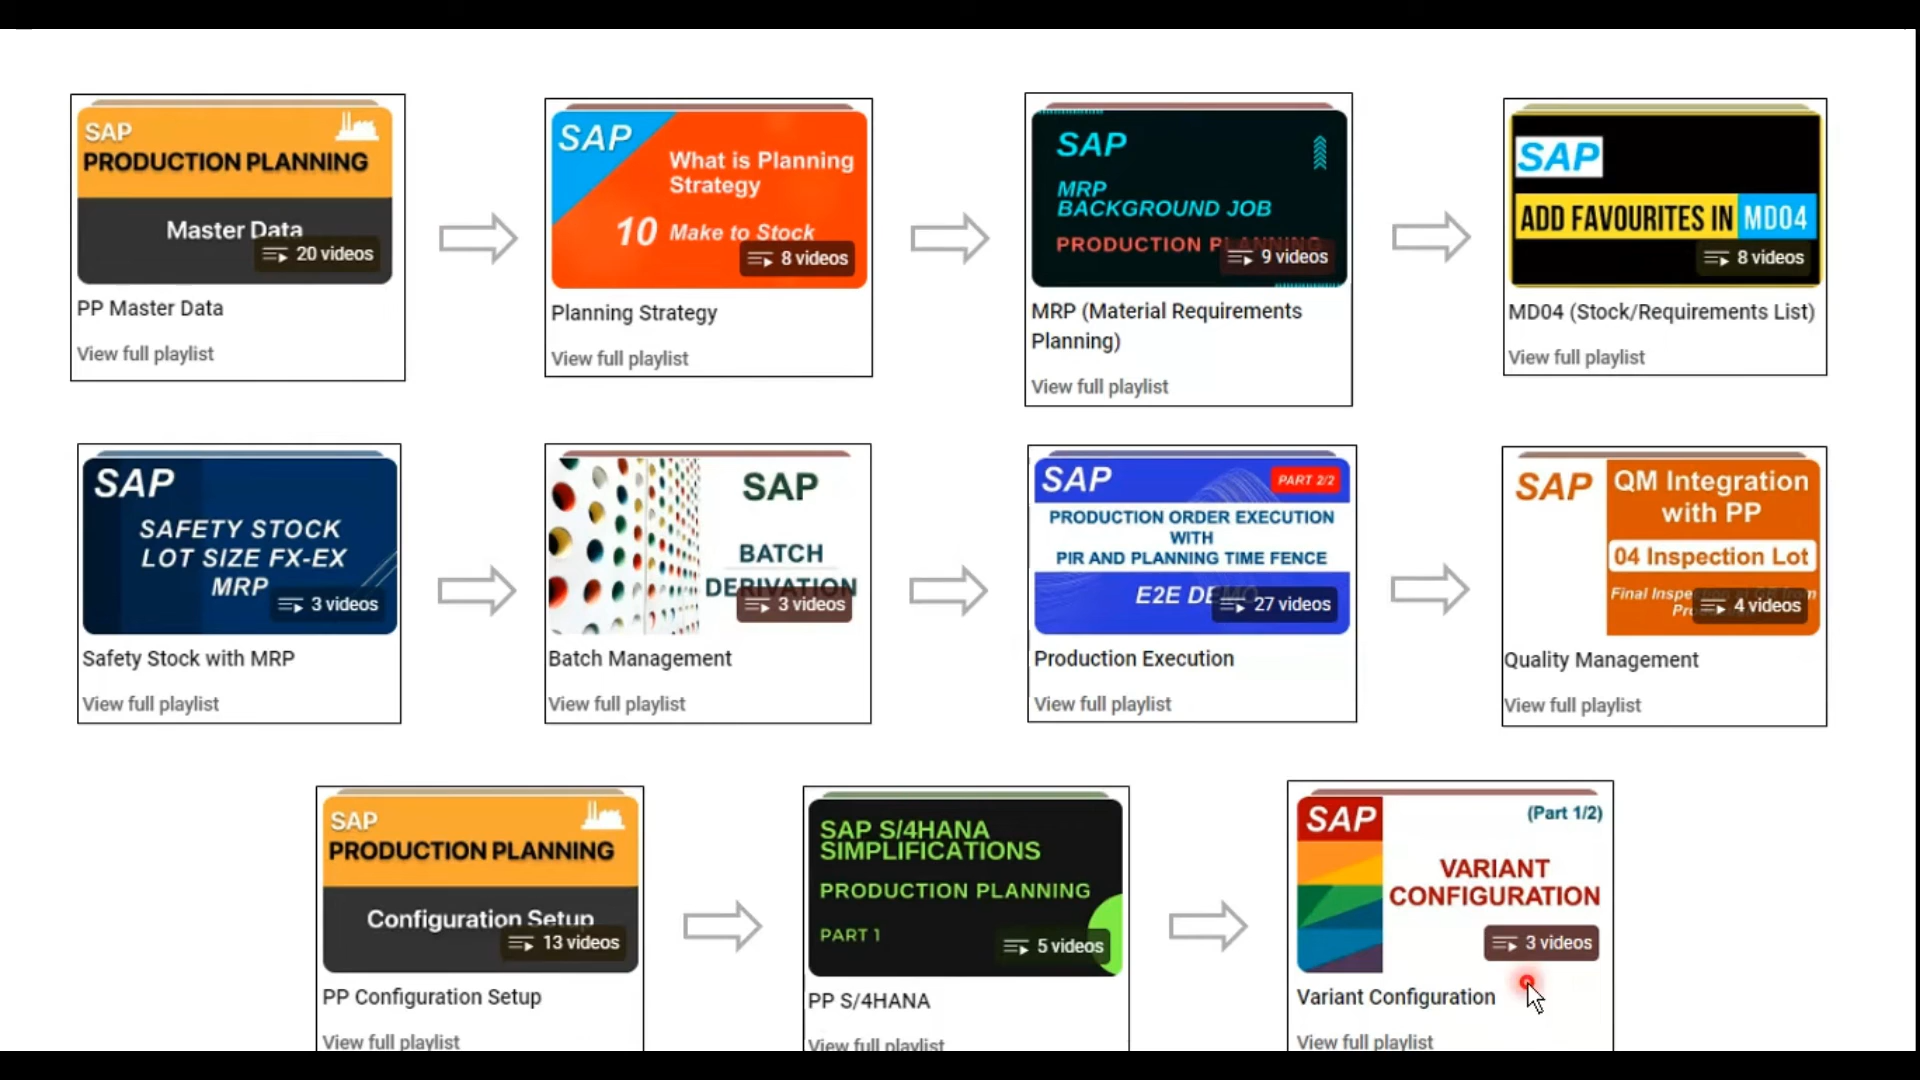 SAP
PRODUCTION PLANNING
Master Data
20 videos
PP Master Data
View full playlist
SAP
What is Planning
Strategy
10 Make to Stock
8 videos
Planning Strategy
View full playlist
SAP
MRP
BACKGROUND JOB
PRODUCTION PLANNING
9 videos
MRP (Material Requirements
Planning)
View full playlist
SAP
ADD FAVOURITES IN MD04
8 videos
MD04 (Stock/Requirements List)
View full playlist
SAP
SAFETY STOCK
LOT SIZE FX-EX
MRP
3 videos
Safety Stock with MRP
View full playlist
SAP
BATCH
DERIVATION
3 videos
Batch Management
View full playlist
SAP
PART 2/2
PRODUCTION ORDER EXECUTION
WITH
PIR AND PLANNING TIME FENCE
E2E DEMO
27 videos
Production Execution
View full playlist
SAP
QM Integration
with PP
04 Inspection Lot
Final
from
4 videos
Quality Management
View full playlist
SAP
PRODUCTION PLANNING
Configuration Setup
13 videos
PP Configuration Setup
View full playlist
SAP S/4HANA
SIMPLIFICATIONS
PRODUCTION PLANNING
PART 1
5 videos
PP S/4HANA
View full playlist
SAP
(Part 1/2)
VARIANT
CONFIGURATION
3 videos
Variant Configuration
View full playlist